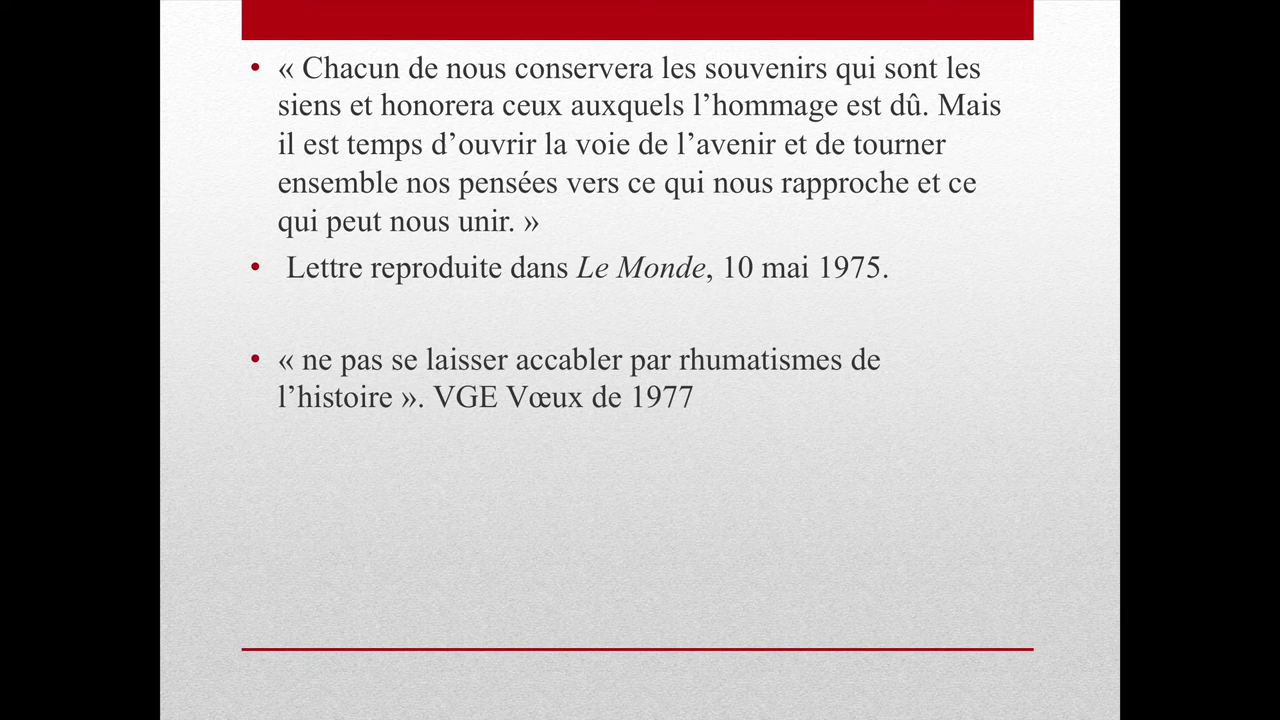 • « Chacun de nous conservera les souvenirs qui sont les
siens et honorera ceux auxquels l’hommage est dû. Mais
il est temps d’ouvrir la voie de l’avenir et de tourner
ensemble nos pensées vers ce qui nous rapproche et ce
qui peut nous unir. »
• Lettre reproduite dans Le Monde, 10 mai 1975.
• « ne pas se laisser accabler par rhumatismes de
l’histoire ». VGE Vœux de 1977